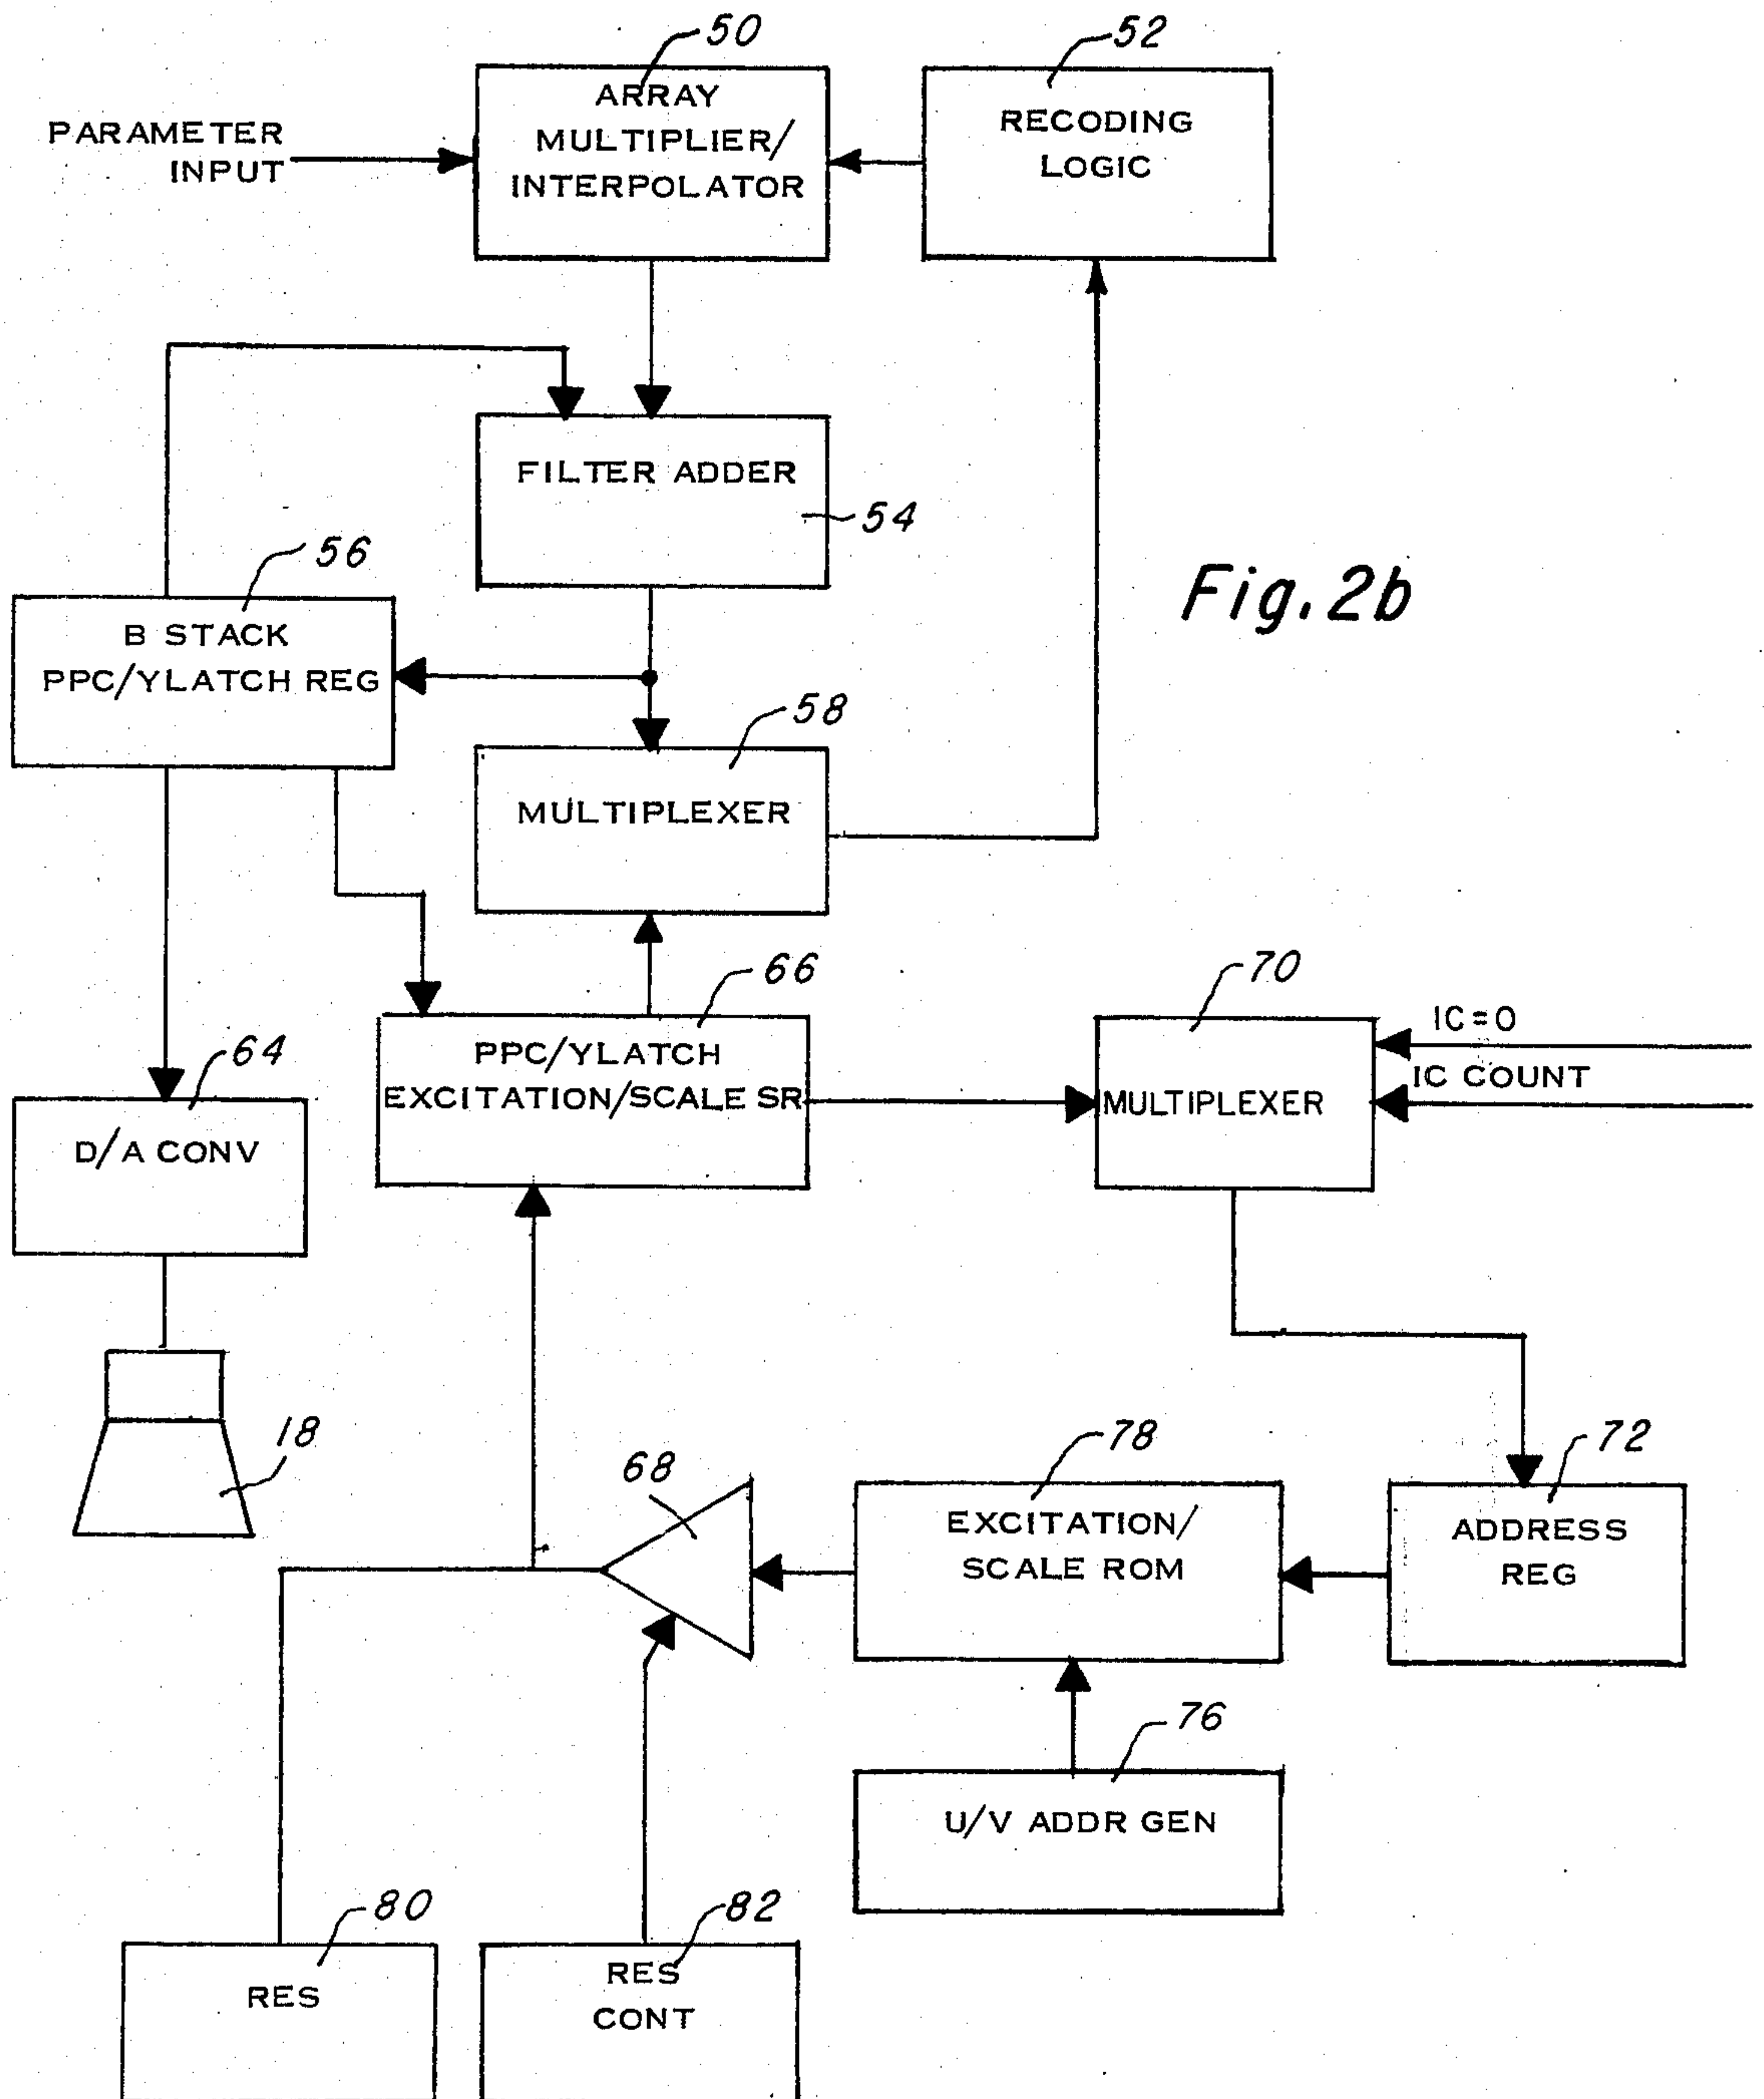 50
52
ARRAY
MULTIPLIER/
INTERPOLATOR
RECODING
LOGIC
PARAMETER
INPUT
FILTER ADDER
54
56
Fig. 2b
B STACK
PPC/YLATCH REG
58
MULTIPLEXER
66
70
IC=0
IC COUNT
64
PPC/YLATCH
EXCITATION/SCALE SR
MULTIPLEXER
D/A CONV
18
68
78
72
EXCITATION/
SCALE ROM
ADDRESS
REG
76
U/V ADDR GEN
80
82
RES
RES
CONT